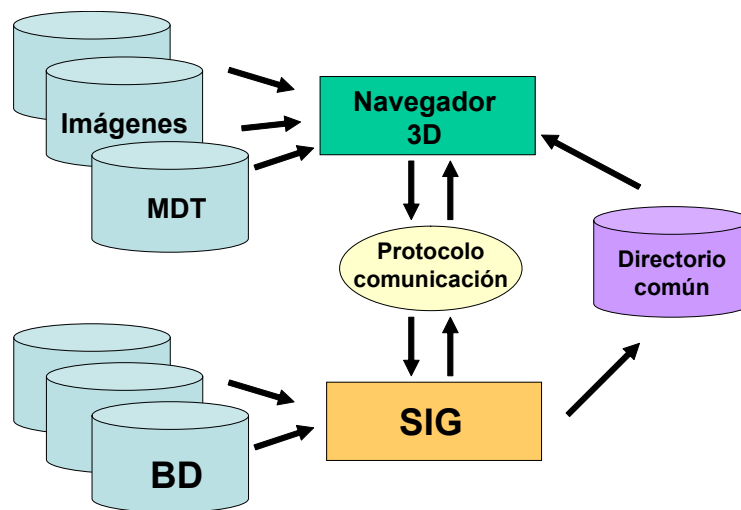 Imágenes
MDT
Navegador
3D
Protocolo
comunicación
Directorio
común
SIG
BD